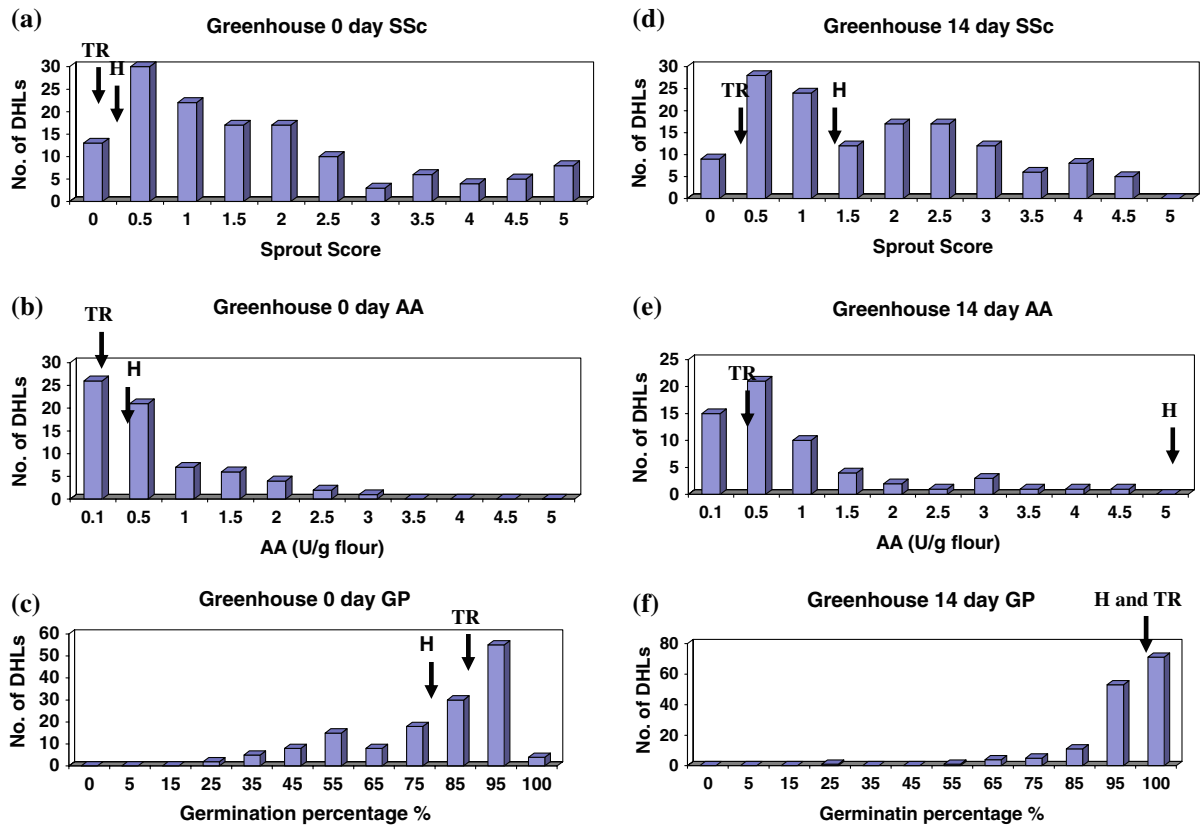 (a)
Greenhouse 0 day SSc
TR
H
No. of DHLs
30
25
20
15
10
5
0
0 0.5 1 1.5 2 2.5 3 3.5 4 4.5 5
Sprout Score
(b)
Greenhouse 0 day AA
TR
H
No. of DHLs
30
25
20
15
10
5
0
0.1 0.5 1 1.5 2 2.5 3 3.5 4 4.5 5
AA (U/g flour)
(c)
Greenhouse 0 day GP
TR
H
No. of DHLs
60
50
40
30
20
10
0
0 5 15 25 35 45 55 65 75 85 95 100
Germination percentage %
(d)
Greenhouse 14 day SSc
TR
H
No. of DHLs
30
25
20
15
10
5
0
0 0.5 1 1.5 2 2.5 3 3.5 4 4.5 5
Sprout Score
(e)
Greenhouse 14 day AA
TR
H
No. of DHLs
25
20
15
10
5
0
0.1 0.5 1 1.5 2 2.5 3 3.5 4 4.5 5
AA (U/g flour)
(f)
Greenhouse 14 day GP
H and TR
No. of DHLs
80
60
40
20
0
0 5 15 25 35 45 55 65 75 85 95 100
Germinatin percentage %